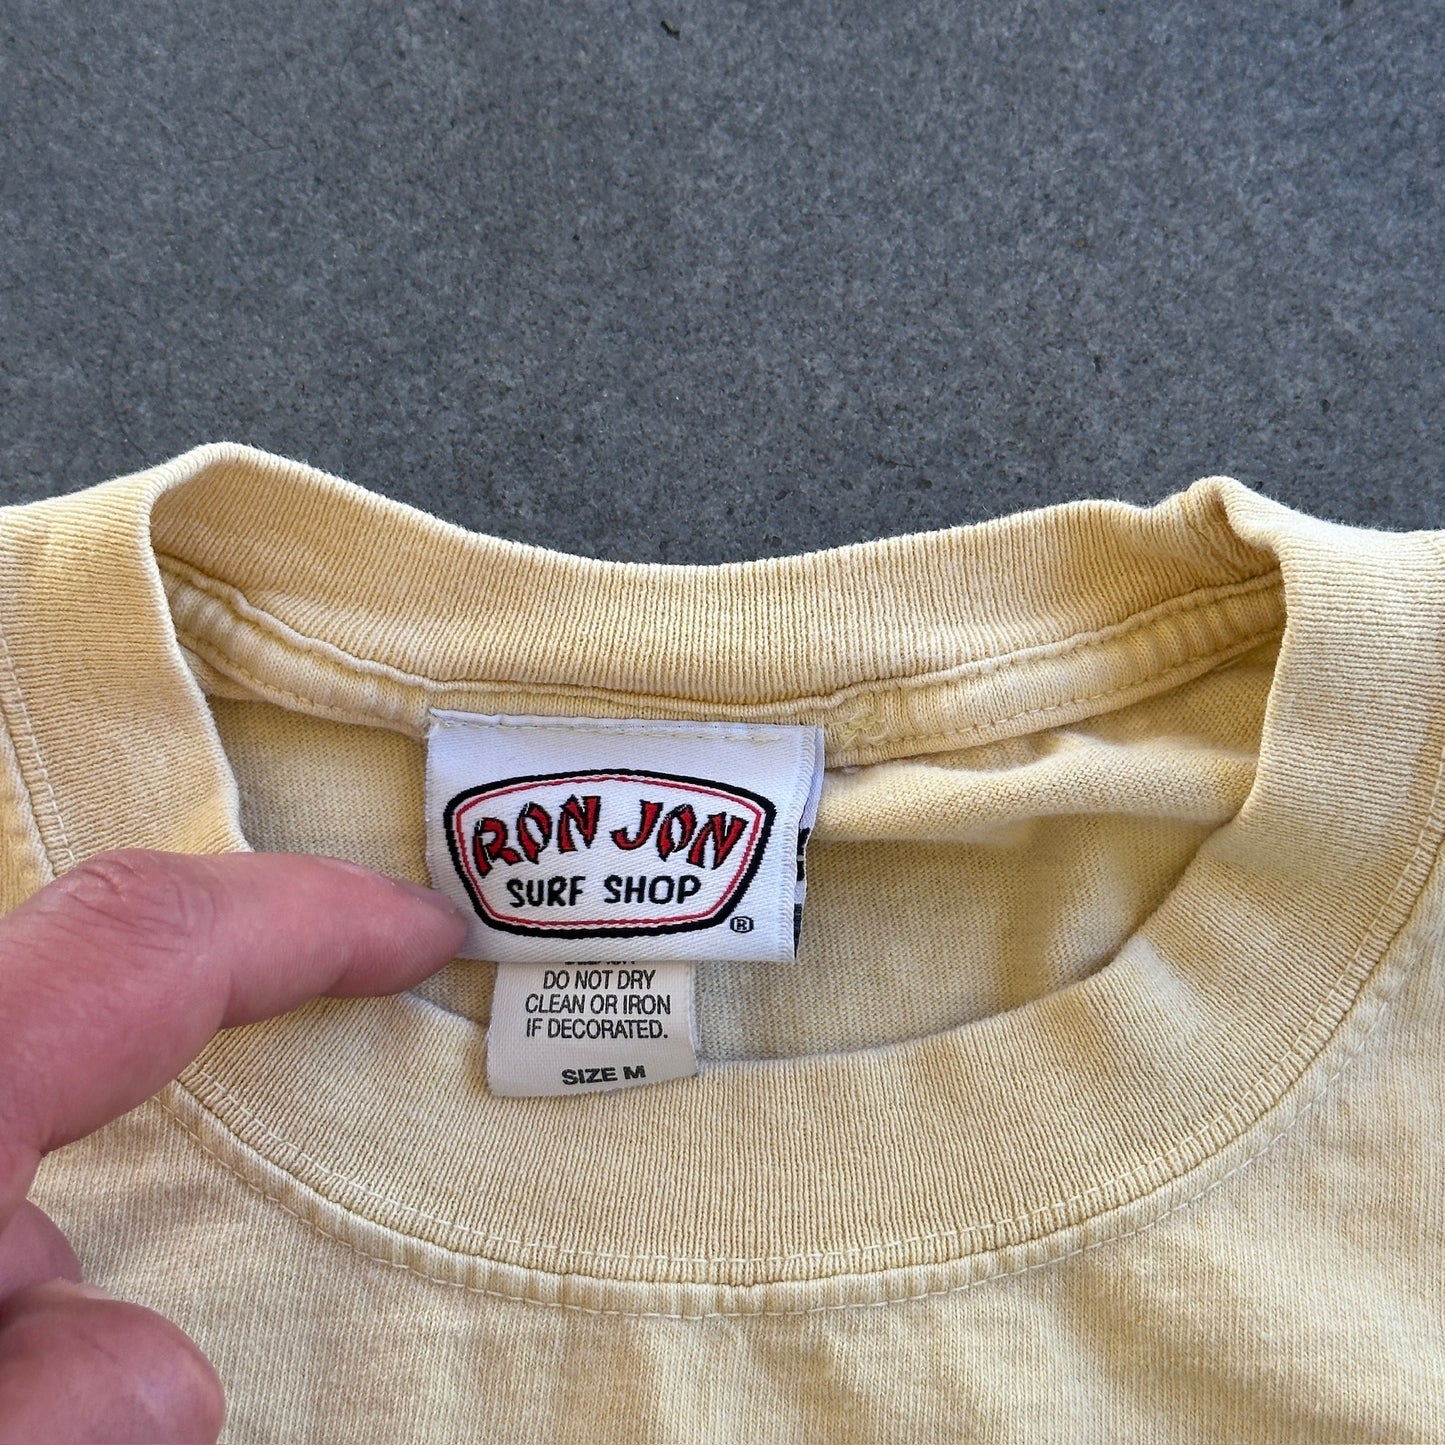 RON JON
SURF SHOP
®
DO NOT DRY
CLEAN OR IRON
IF DECORATED.
SIZE M